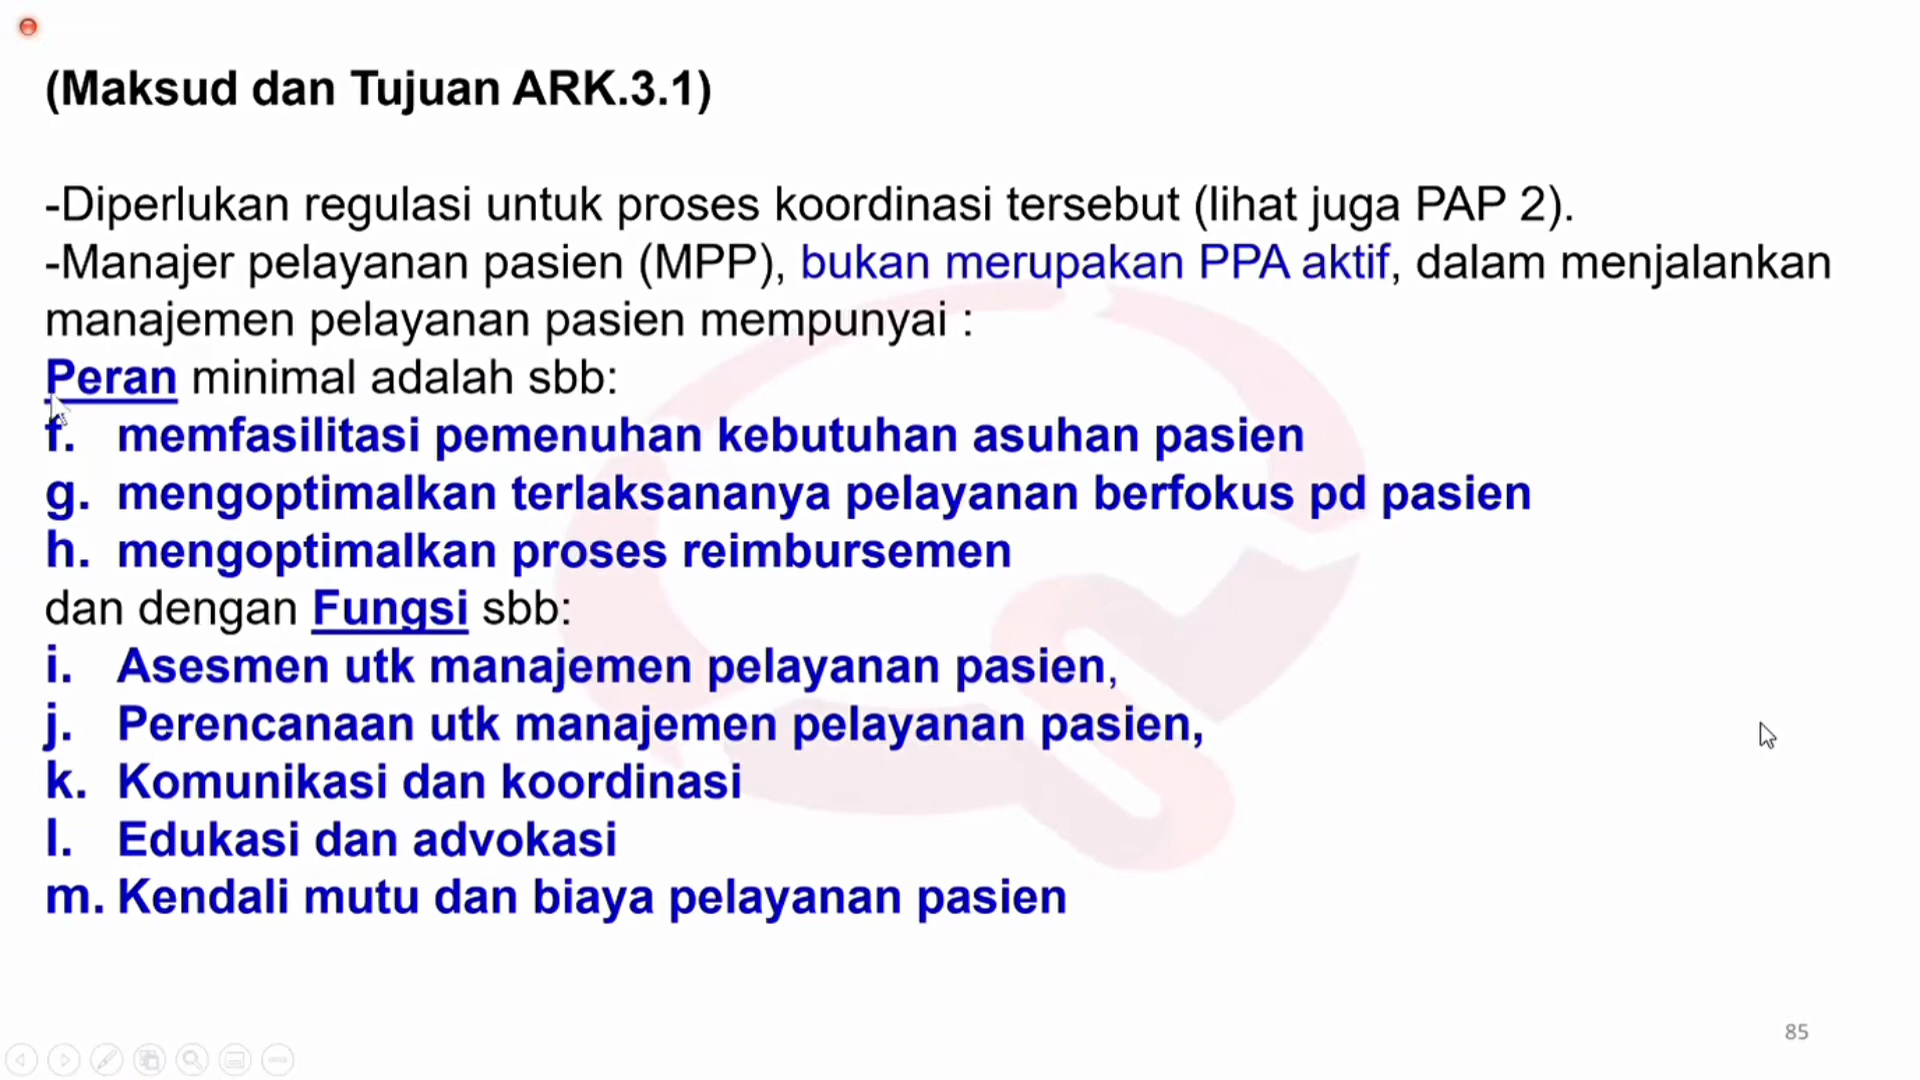 (Maksud dan Tujuan ARK.3.1)
-Diperlukan regulasi untuk proses koordinasi tersebut (lihat juga PAP 2).
-Manajer pelayanan pasien (MPP), bukan merupakan PPA aktif, dalam menjalankan
manajemen pelayanan pasien mempunyai :
Peran minimal adalah sbb:
f. memfasilitasi pemenuhan kebutuhan asuhan pasien
g. mengoptimalkan terlaksananya pelayanan berfokus pd pasien
h. mengoptimalkan proses reimbursemen
dan dengan Fungsi sbb:
i. Asesmen utk manajemen pelayanan pasien,
j. Perencanaan utk manajemen pelayanan pasien,
k. Komunikasi dan koordinasi
l. Edukasi dan advokasi
m. Kendali mutu dan biaya pelayanan pasien
85